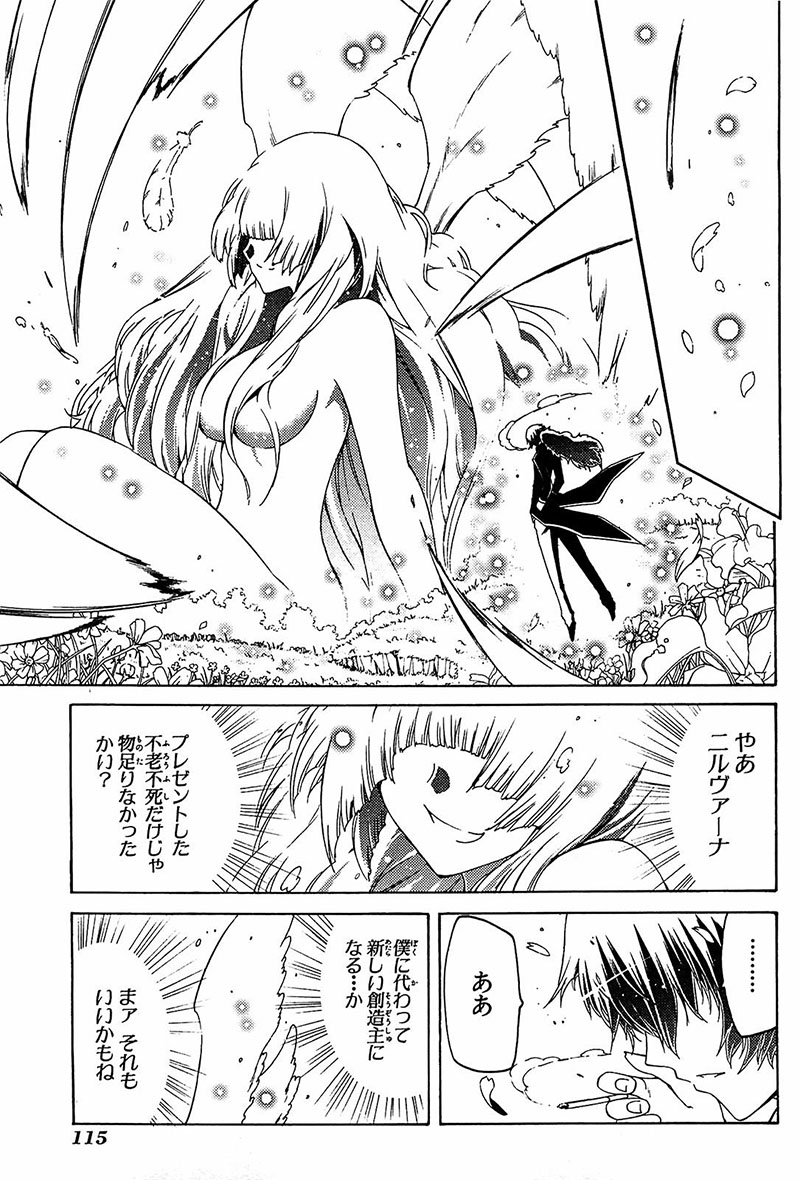 やあ
ニルヴァーナ
プレゼントした
不老不死だけじゃ
物足りなかった
かい？
………
ああ
僕に代わって
新しい創造主に
なる…か
まァ それも
いいかもね
115